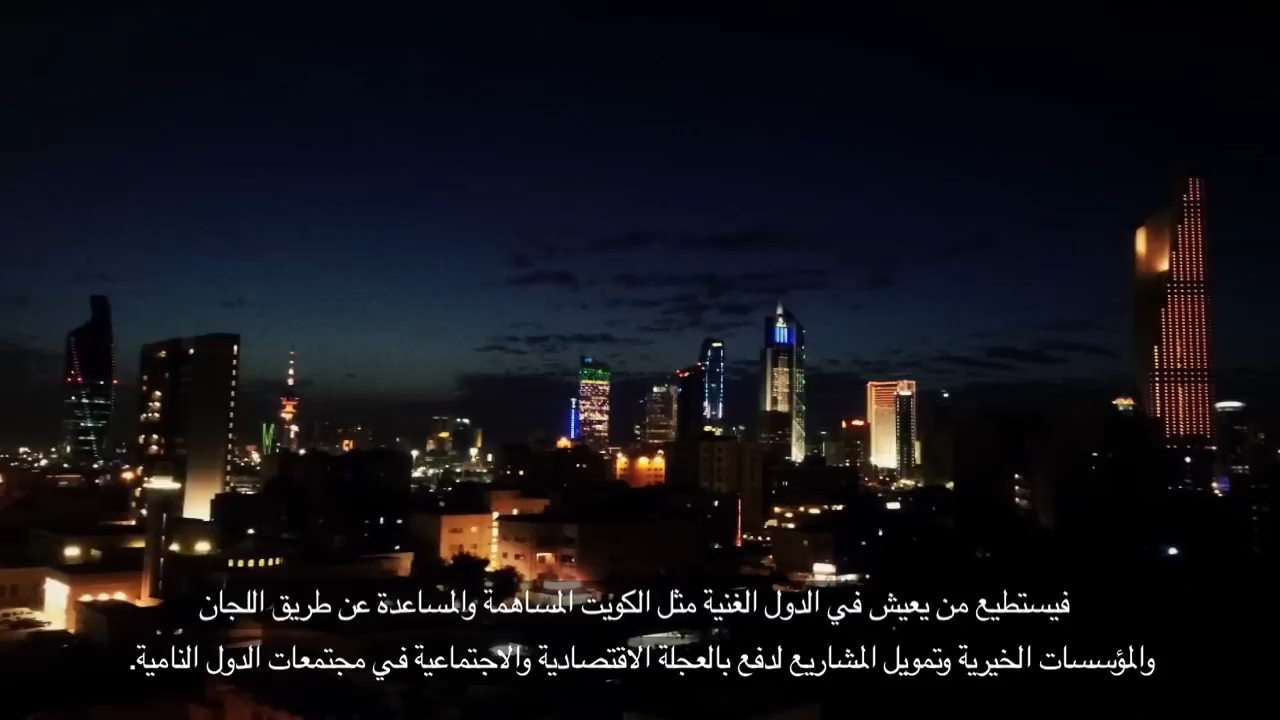 فيستطيع من يعيش في الدول الغنية مثل الكويت المساهمة والمساعدة عن طريق اللجان
والمؤسسات الخيرية وتمويل المشاريع لدفع بالعجلة الاقتصادية والاجتماعية في مجتمعات الدول النامية.